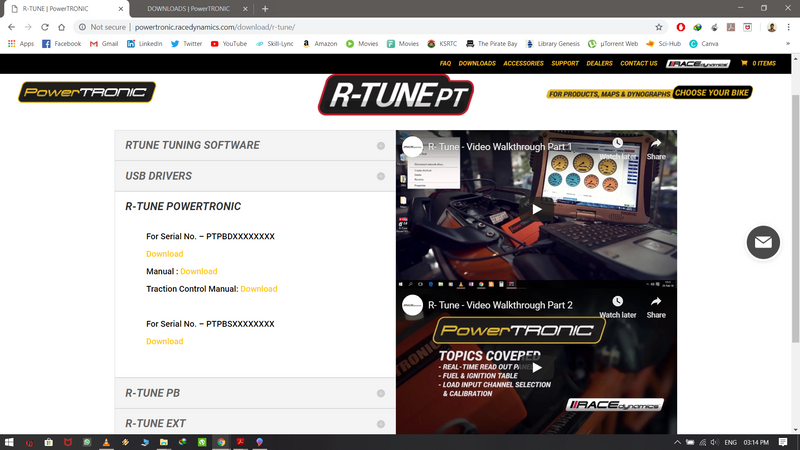 R-TUNE | PowerTRONIC
DOWNLOADS | PowerTRONIC
Not secure | powertronic.racedynamics.com/download/r-tune/
Apps Facebook Gmail LinkedIn Twitter YouTube Skill-Lync Amazon Movies Movies KSRTC The Pirate Bay Library Genesis µTorrent Web Sci-Hub Canva
FAQ DOWNLOADS ACCESSORIES SUPPORT DEALERS CONTACT US RACEdynamics 0 ITEMS
PowerTRONIC
R-TUNE PT
FOR PRODUCTS, MAPS & DYNOGRAPHS CHOOSE YOUR BIKE
RTUNE TUNING SOFTWARE
USB DRIVERS
R-TUNE POWERTRONIC
For Serial No. – PTPBDXXXXXXXX
Download
Manual : Download
Traction Control Manual: Download
For Serial No. – PTPBSXXXXXXXX
Download
R-TUNE PB
R-TUNE EXT
R- Tune - Video Walkthrough Part 1
Watch later Share
R- Tune - Video Walkthrough Part 2
Watch later Share
PowerTRONIC
TOPICS COVERED
- REAL-TIME READ OUT
- FUEL & IGNITION TABLE
- LOAD INPUT CHANNEL SELECTION
& CALIBRATION
RACEdynamics
ENG 03:14 PM